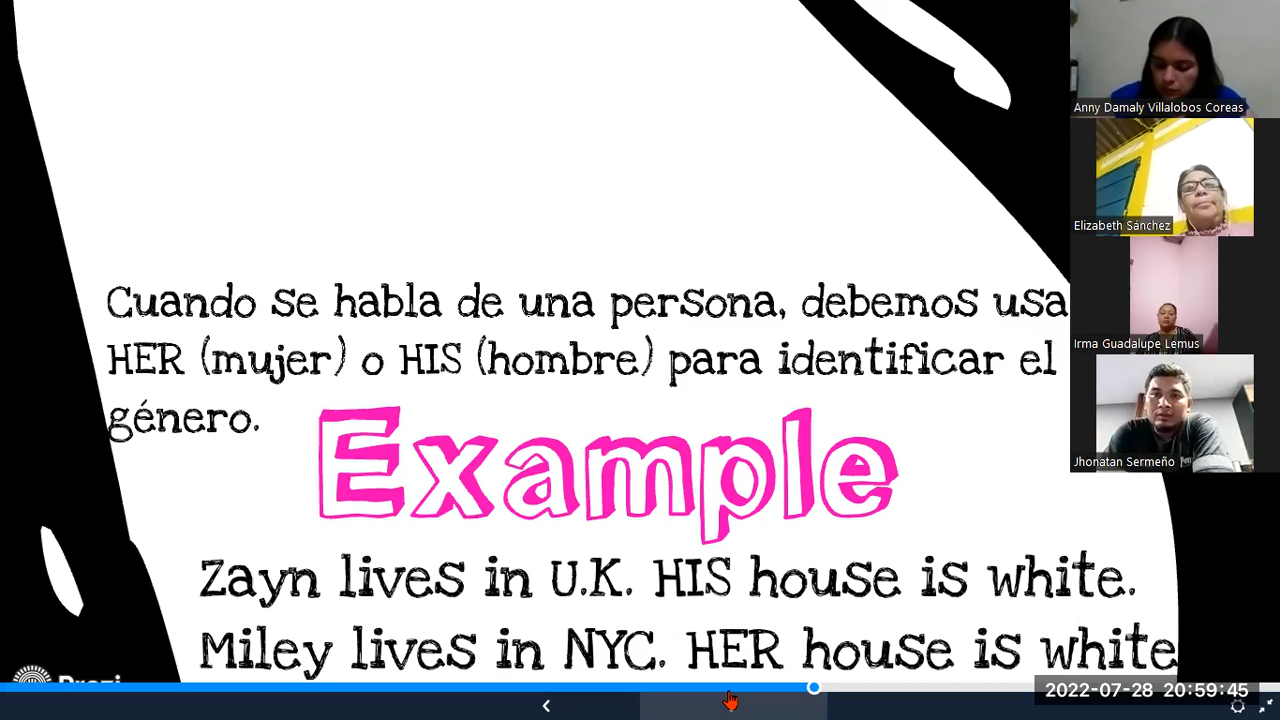 Anny Damaly Villalobos Coreas
Elizabeth Sánchez
Irma Guadalupe Lemus
Jhonatan Sermeño
Cuando se habla de una persona, debemos usa
HER (mujer) o HIS (hombre) para identificar el
género.
Example
Zayn lives in U.K. HIS house is white.
Miley lives in NYC. HER house is white
Prezi
2022-07-28 20:59:45